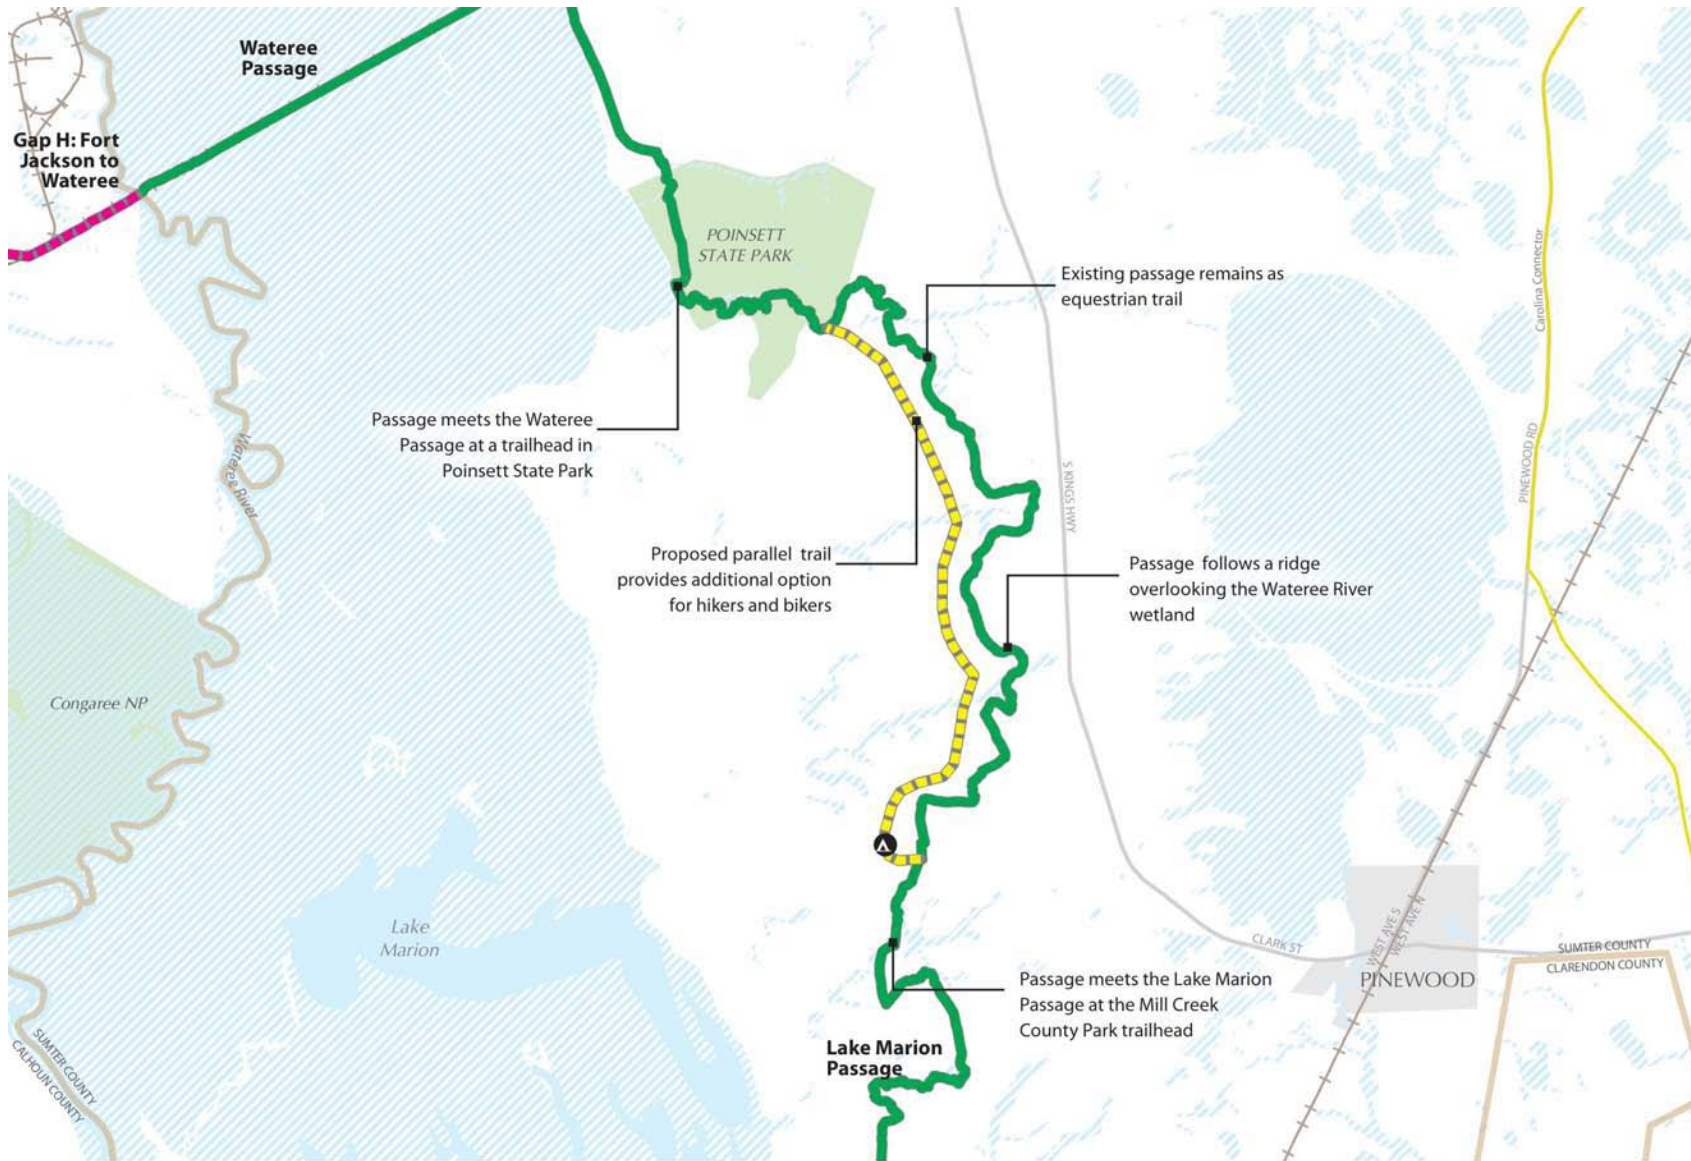 Wateree
Passage
Gap H: Fort
Jackson to
Wateree
POINSETT
STATE PARK
Existing passage remains as
equestrian trail
Carolina Connector
Passage meets the Wateree
Passage at a trailhead in
Poinsett State Park
Wateree River
S KINGS HWY
PINEWOOD RD
Proposed parallel trail
provides additional option
for hikers and bikers
Passage follows a ridge
overlooking the Wateree River
wetland
Congaree NP
Lake
Marion
CLARK ST
WEST AVE S
WEST AVE N
SUMTER COUNTY
CLARENDON COUNTY
PINEWOOD
Passage meets the Lake Marion
Passage at the Mill Creek
County Park trailhead
Lake Marion
Passage
SUMTER COUNTY
CALHOUN COUNTY